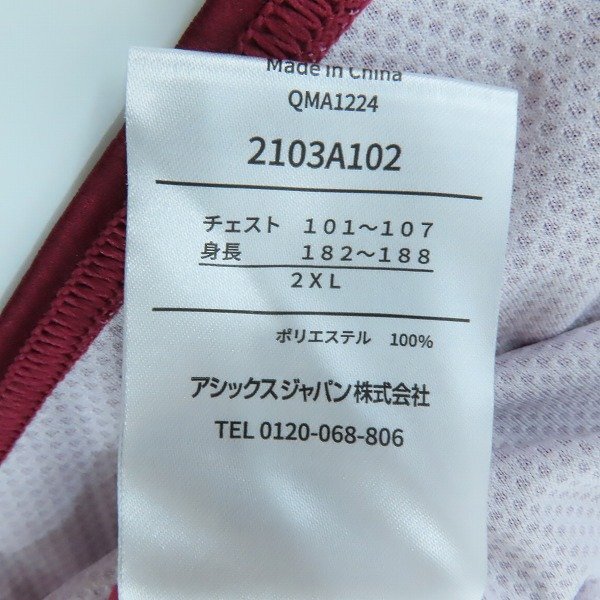 Made in China
QMA1224
2103A102
チェスト １０１～１０７
身長 １８２～１８８
２ＸＬ
ポリエステル 100%
アシックスジャパン株式会社
TEL 0120-068-806